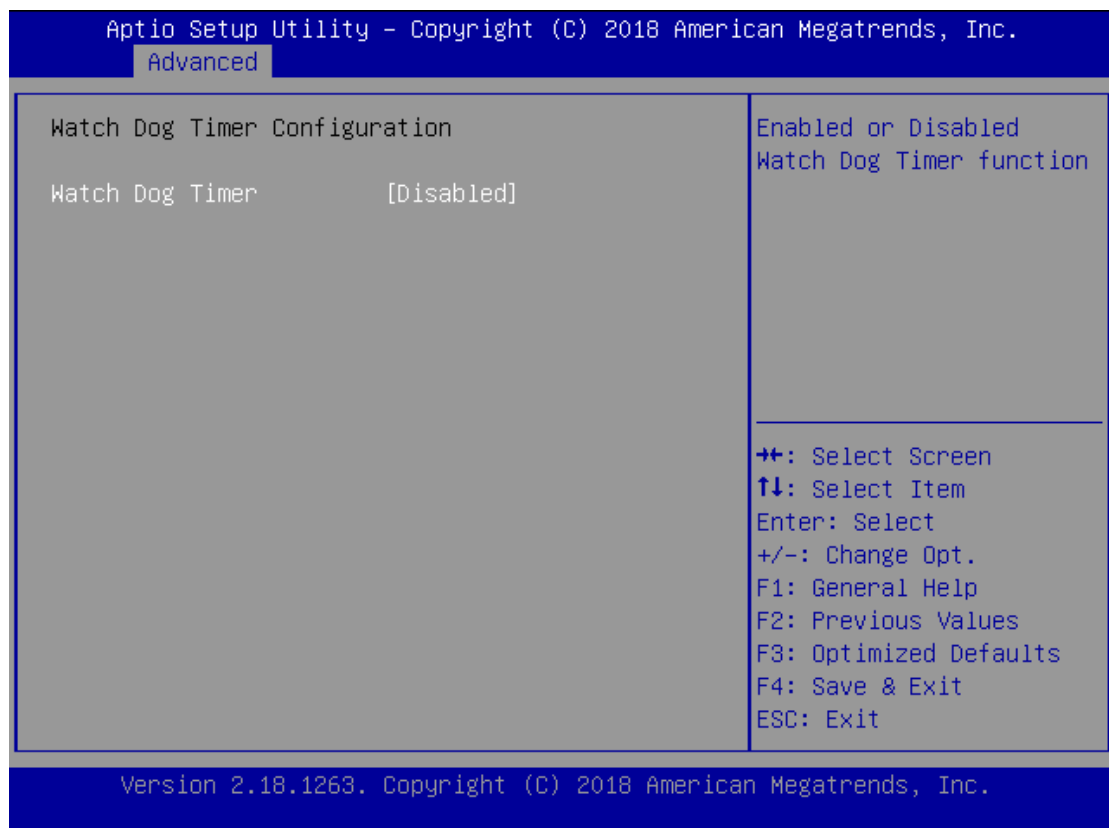 Aptio Setup Utility – Copyright (C) 2018 American Megatrends, Inc.
Advanced
Watch Dog Timer Configuration
Watch Dog Timer [Disabled]
Enabled or Disabled
Watch Dog Timer function
→←: Select Screen
↑↓: Select Item
Enter: Select
+/-: Change Opt.
F1: General Help
F2: Previous Values
F3: Optimized Defaults
F4: Save & Exit
ESC: Exit
Version 2.18.1263. Copyright (C) 2018 American Megatrends, Inc.